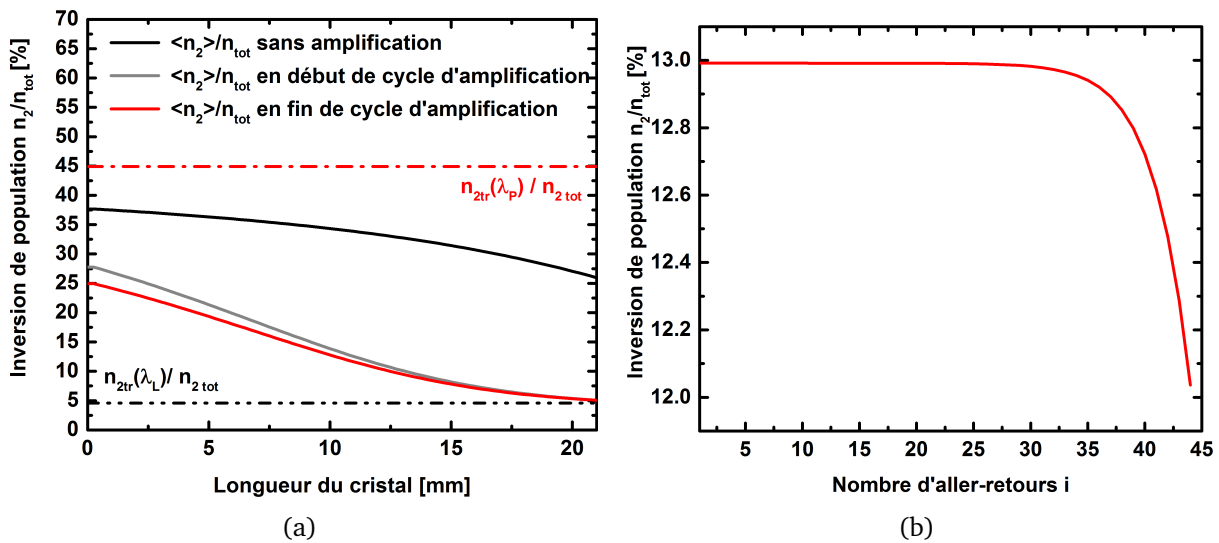 Inversion de population n2/ntot [%]
70
65
60
55
50
45
40
35
30
25
20
15
10
5
0
<n2>/ntot sans amplification
<n2>/ntot en début de cycle d'amplification
<n2>/ntot en fin de cycle d'amplification
n2tr(λP) / n2 tot
n2tr(λL)/ n2 tot
0 5 10 15 20
Longueur du cristal [mm]
(a)
Inversion de population n2/ntot [%]
13.0
12.8
12.6
12.4
12.2
12.0
5 10 15 20 25 30 35 40 45
Nombre d'aller-retours i
(b)